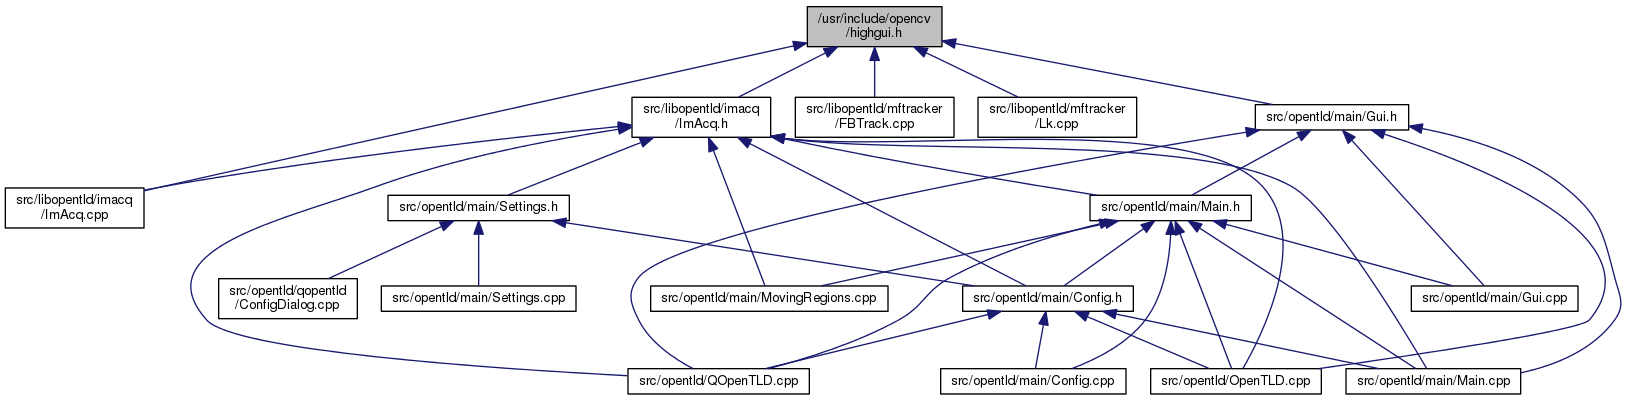 /usr/include/opencv
/highgui.h
src/libopentld/imacq
/ImAcq.h
src/libopentld/mftracker
/FBTrack.cpp
src/libopentld/mftracker
/Lk.cpp
src/opentld/main/Gui.h
src/libopentld/imacq
/ImAcq.cpp
src/opentld/main/Settings.h
src/opentld/main/Main.h
src/opentld/qopentld
/ConfigDialog.cpp
src/opentld/main/Settings.cpp
src/opentld/main/MovingRegions.cpp
src/opentld/main/Config.h
src/opentld/main/Gui.cpp
src/opentld/QOpenTLD.cpp
src/opentld/main/Config.cpp
src/opentld/OpenTLD.cpp
src/opentld/main/Main.cpp